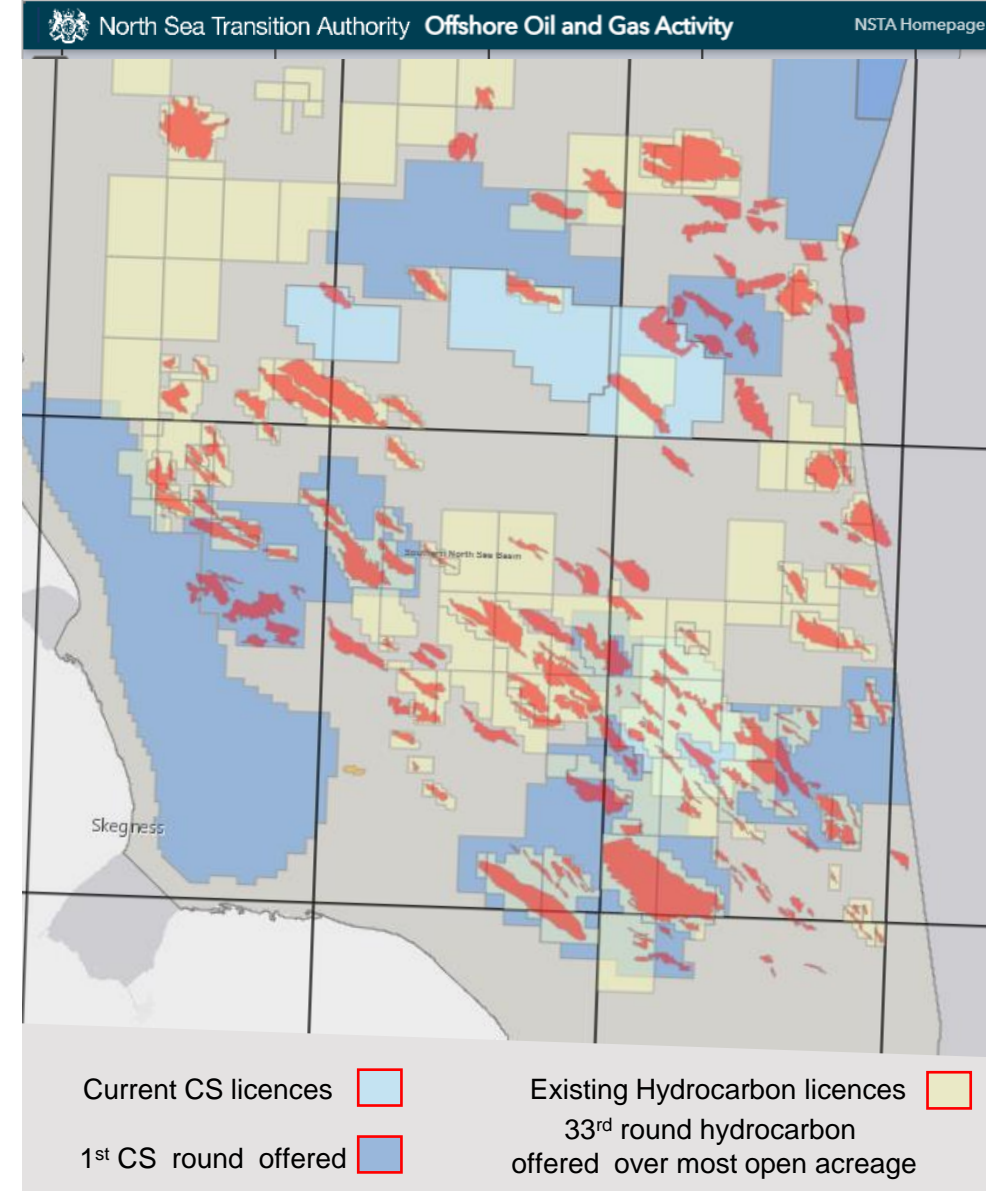 North Sea Transition Authority Offshore Oil and Gas Activity NSTA Homepage
Southern North Sea Basin
Skegness
Current CS licences
Existing Hydrocarbon licences
1st CS round offered
33rd round hydrocarbon
offered over most open acreage